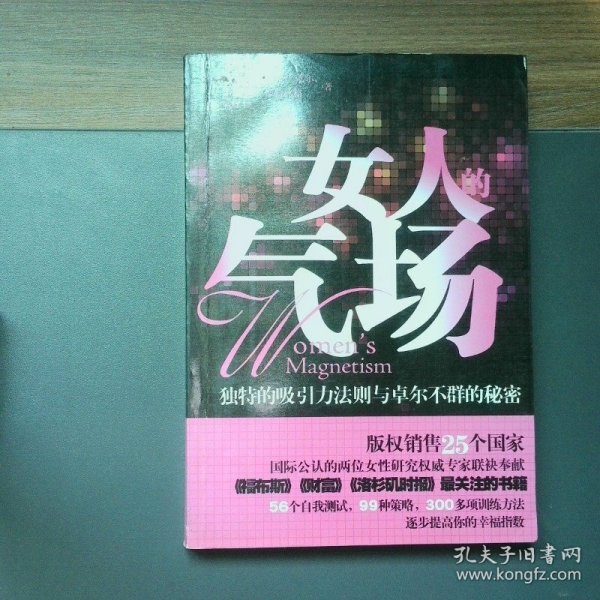 著
女人的
气场
Women's
Magnetism
独特的吸引力法则与卓尔不群的秘密
版权销售25个国家
国际公认的两位女性研究权威专家联袂奉献
《福布斯》《财富》《洛杉矶时报》最关注的书籍
56个自我测试，99种策略，300多项训练方法
逐步提高你的幸福指数
孔夫子旧书网
www.kongfz.com